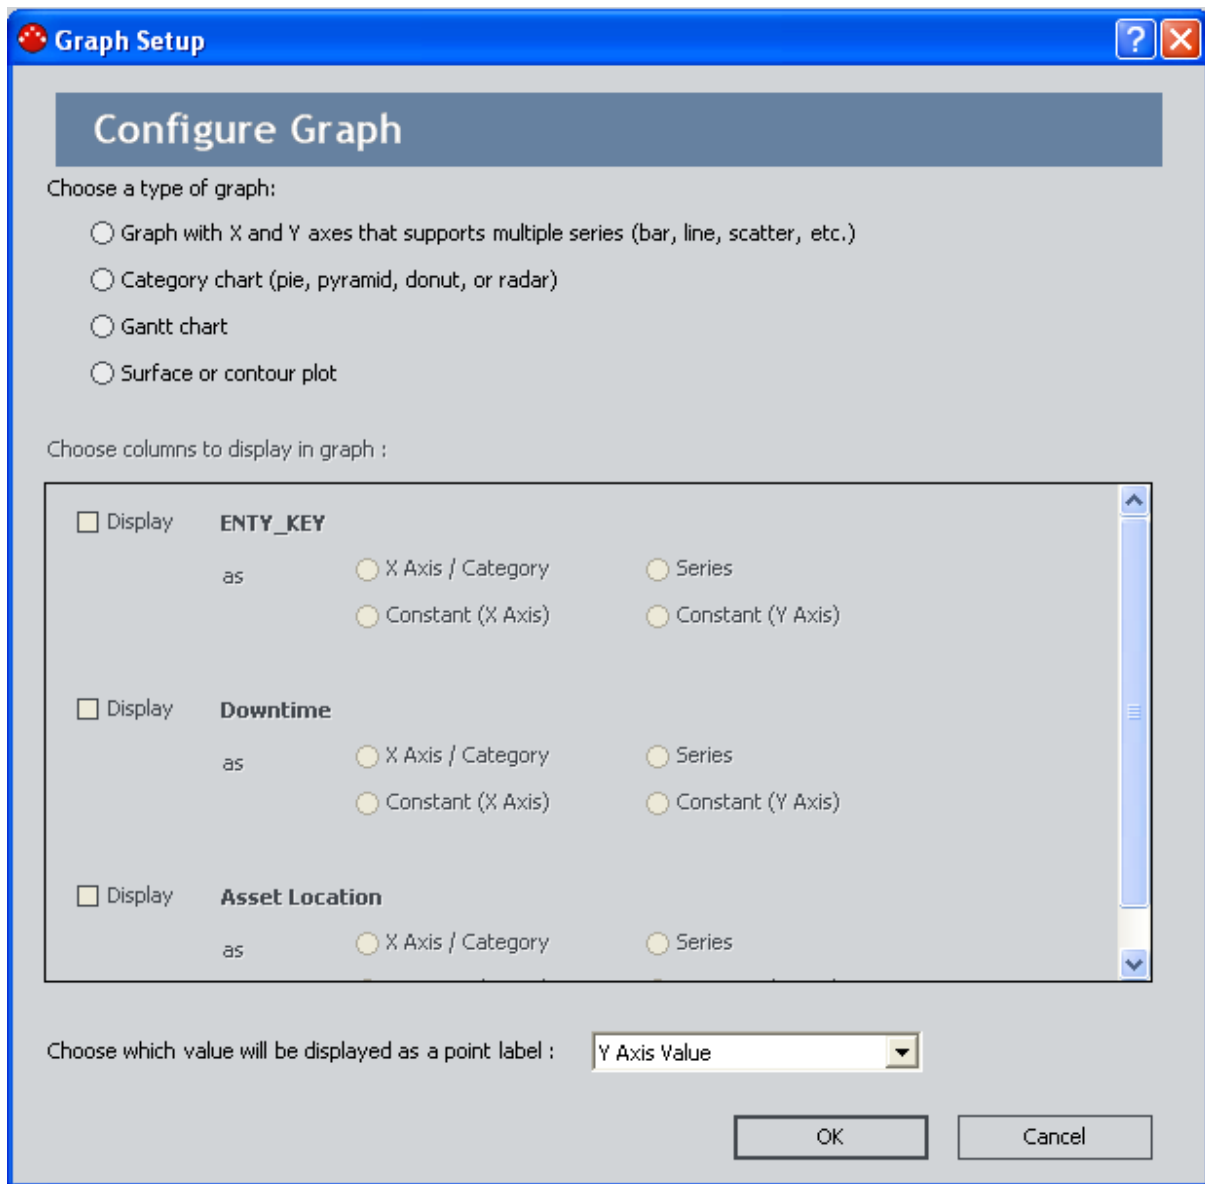 Graph Setup
Configure Graph
Choose a type of graph:
Graph with X and Y axes that supports multiple series (bar, line, scatter, etc.)
Category chart (pie, pyramid, donut, or radar)
Gantt chart
Surface or contour plot
Choose columns to display in graph :
Display ENTY_KEY
as X Axis / Category Series
Constant (X Axis) Constant (Y Axis)
Display Downtime
as X Axis / Category Series
Constant (X Axis) Constant (Y Axis)
Display Asset Location
as X Axis / Category Series
Choose which value will be displayed as a point label : Y Axis Value
OK Cancel